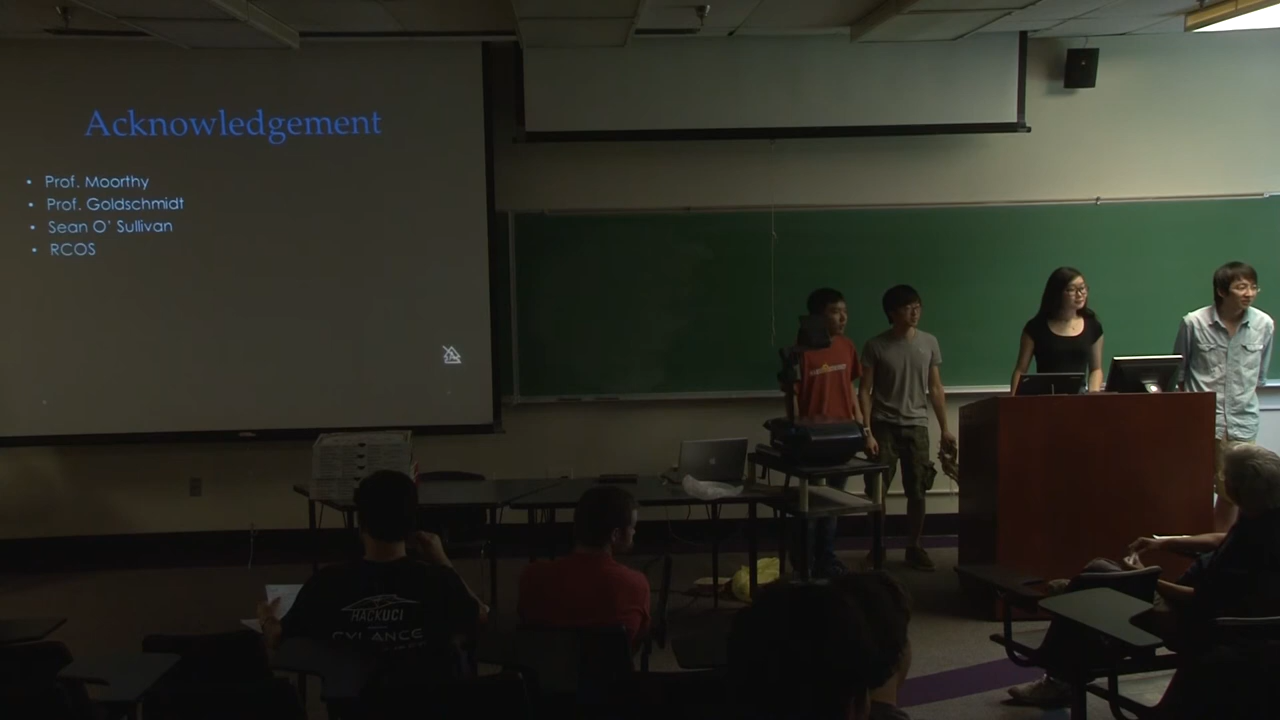 Acknowledgement
• Prof. Moorthy
• Prof. Goldschmidt
• Sean O' Sullivan
• RCOS
HACKUCI